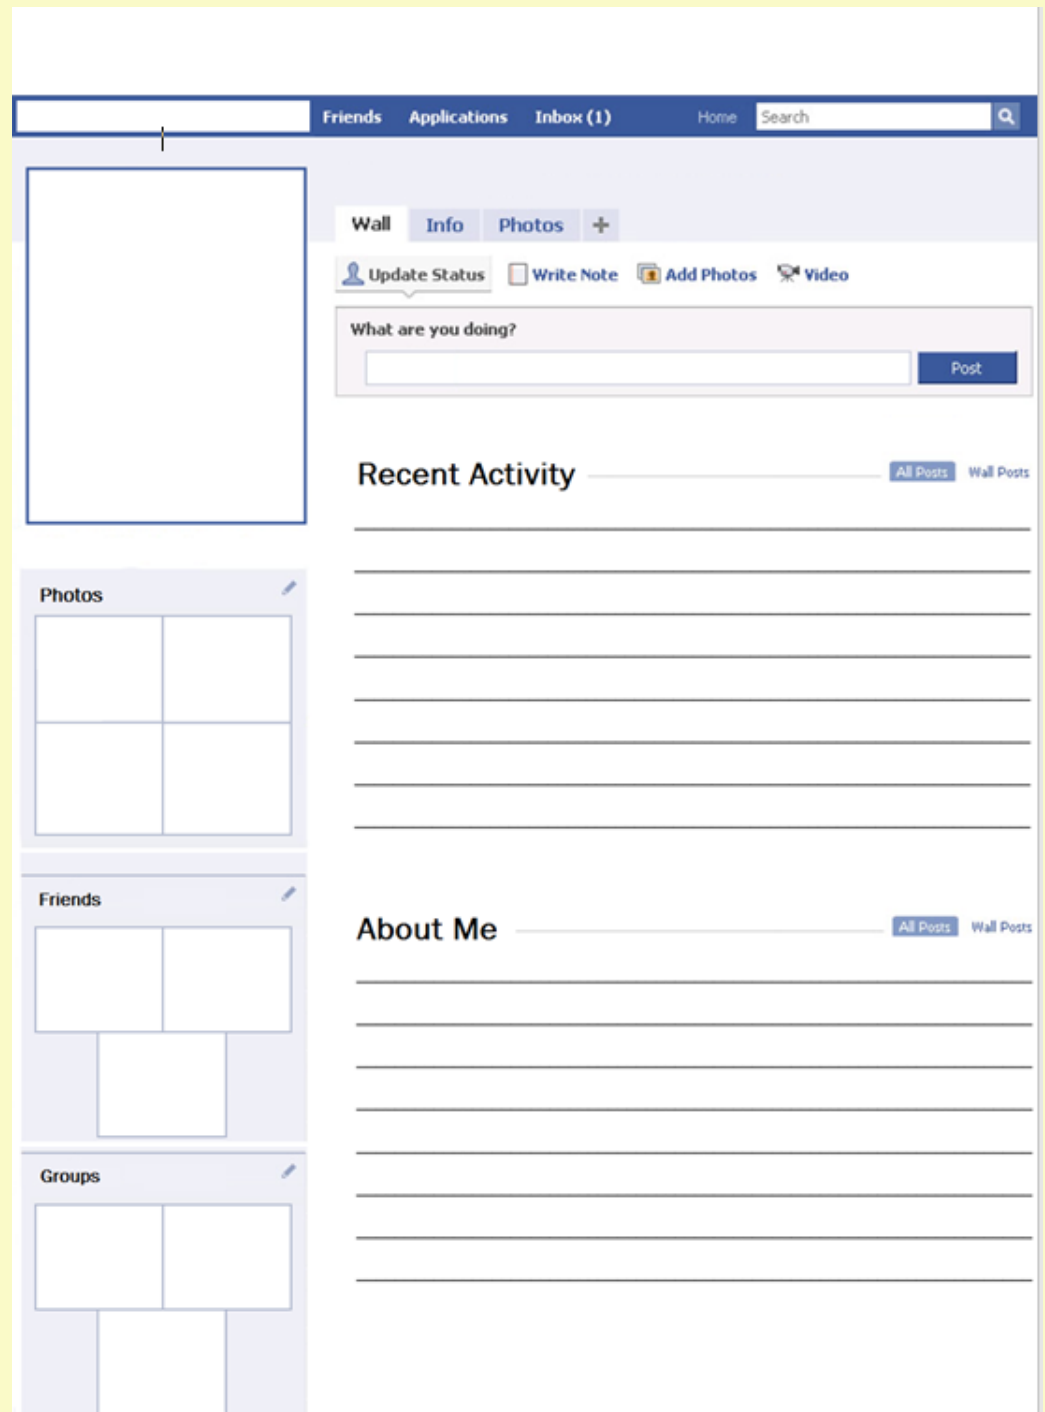 Friends Applications Inbox (1) Home Search
Wall Info Photos
Update Status Write Note Add Photos Video
What are you doing?
Post
Recent Activity All Posts Wall Posts
Photos
Friends
About Me All Posts Wall Posts
Groups